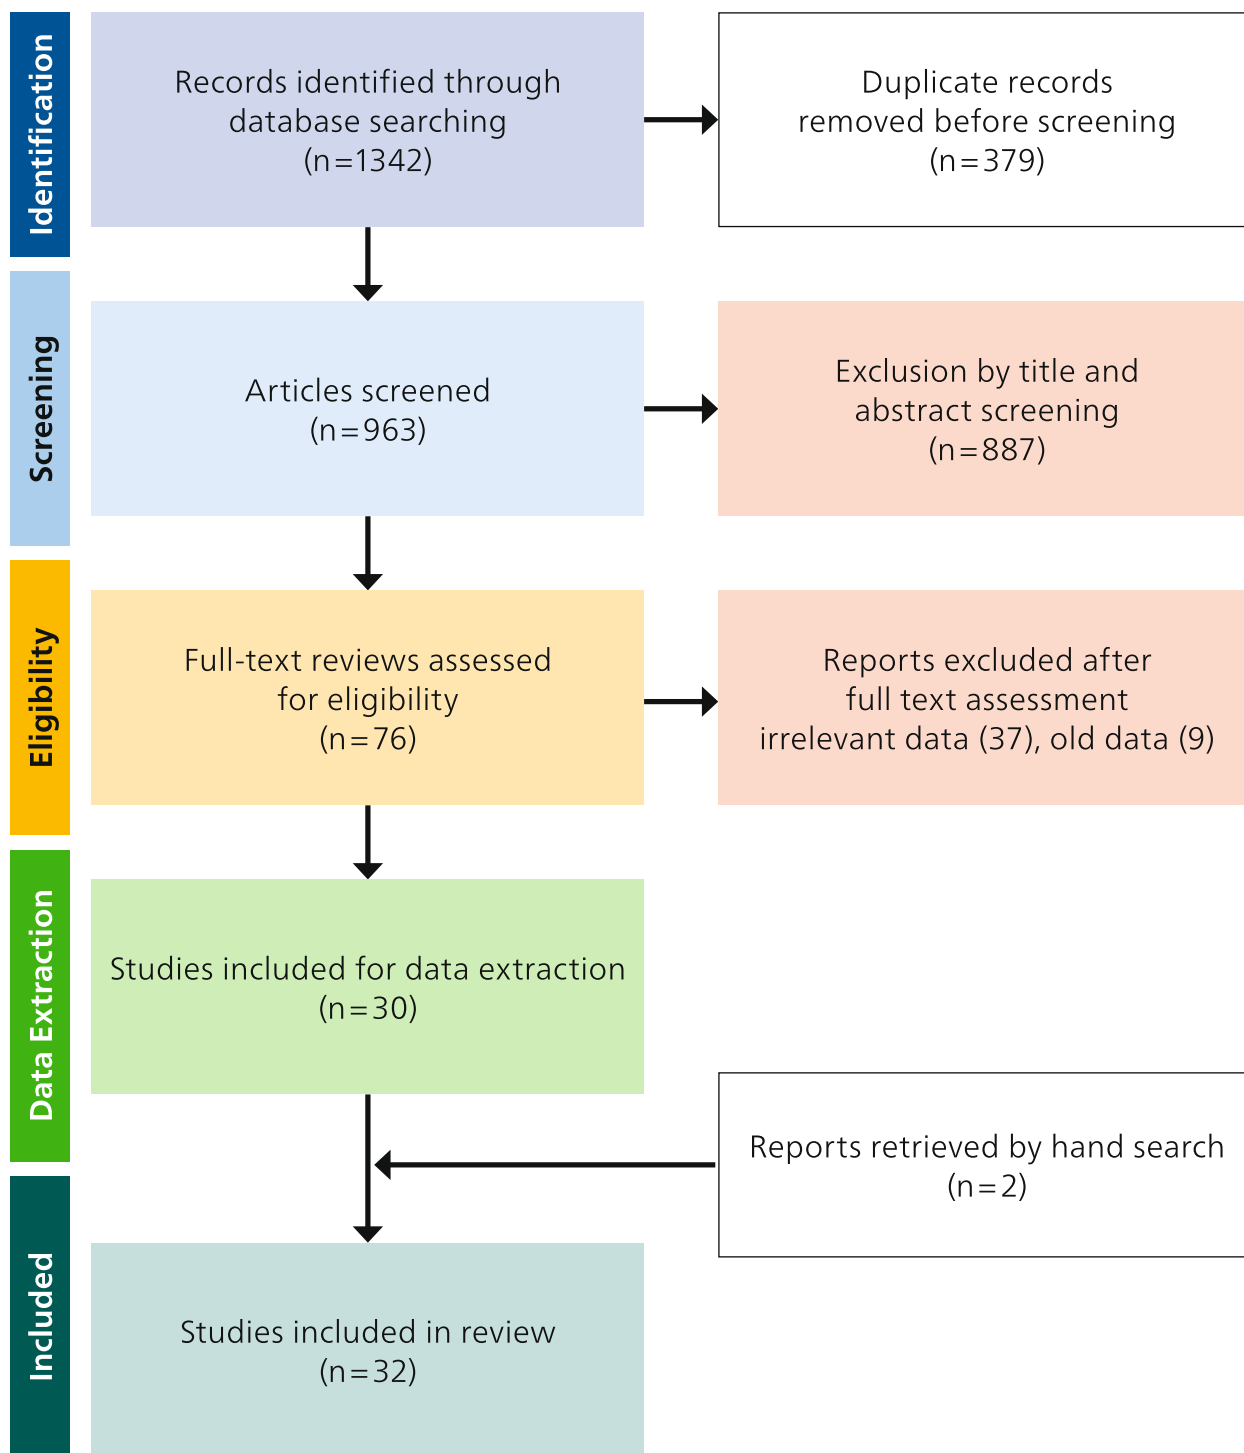 Identification
Records identified through
database searching
(n=1342)
Duplicate records
removed before screening
(n=379)
Screening
Articles screened
(n=963)
Exclusion by title and
abstract screening
(n=887)
Eligibility
Full-text reviews assessed
for eligibility
(n=76)
Reports excluded after
full text assessment
irrelevant data (37), old data (9)
Data Extraction
Studies included for data extraction
(n=30)
Reports retrieved by hand search
(n=2)
Included
Studies included in review
(n=32)